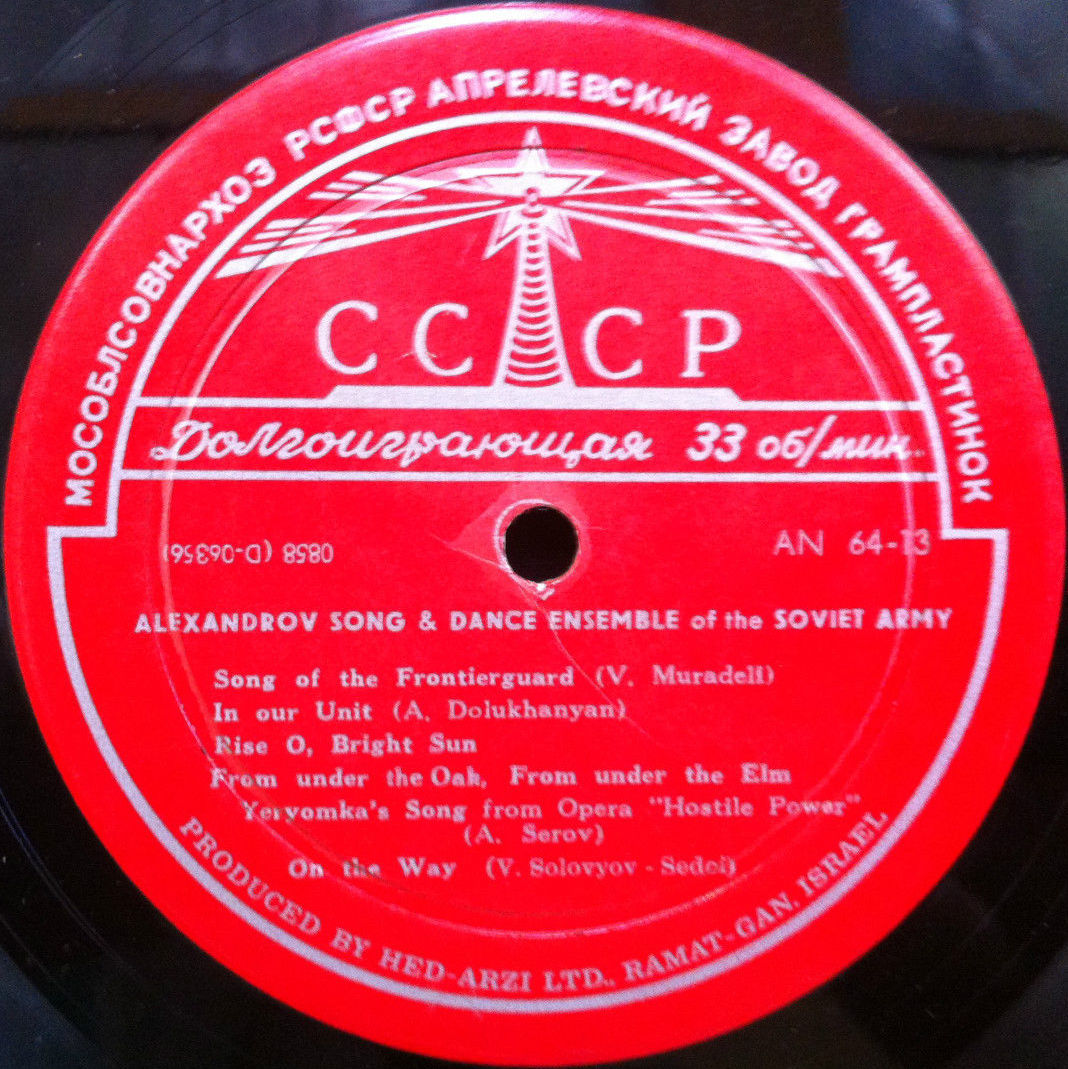 МОСОБЛСОВНАРХОЗ РСФСР АПРЕЛЕВСКИЙ ЗАВОД ГРАМПЛАСТИНОК
СССР
Долгоиграющая 33 об/мин.
0858 (D-06356)
AN 64-13
ALEXANDROV SONG & DANCE ENSEMBLE of the SOVIET ARMY
Song of the Frontierguard (V. Muradeli)
In our Unit (A. Dolukhanyan)
Rise O, Bright Sun
From under the Oak, From under the Elm
Yeryomka's Song from Opera "Hostile Power"
(A. Serov)
On the Way (V. Solovyov - Sedoi)
PRODUCED BY HED-ARZI LTD., RAMAT-GAN, ISRAEL